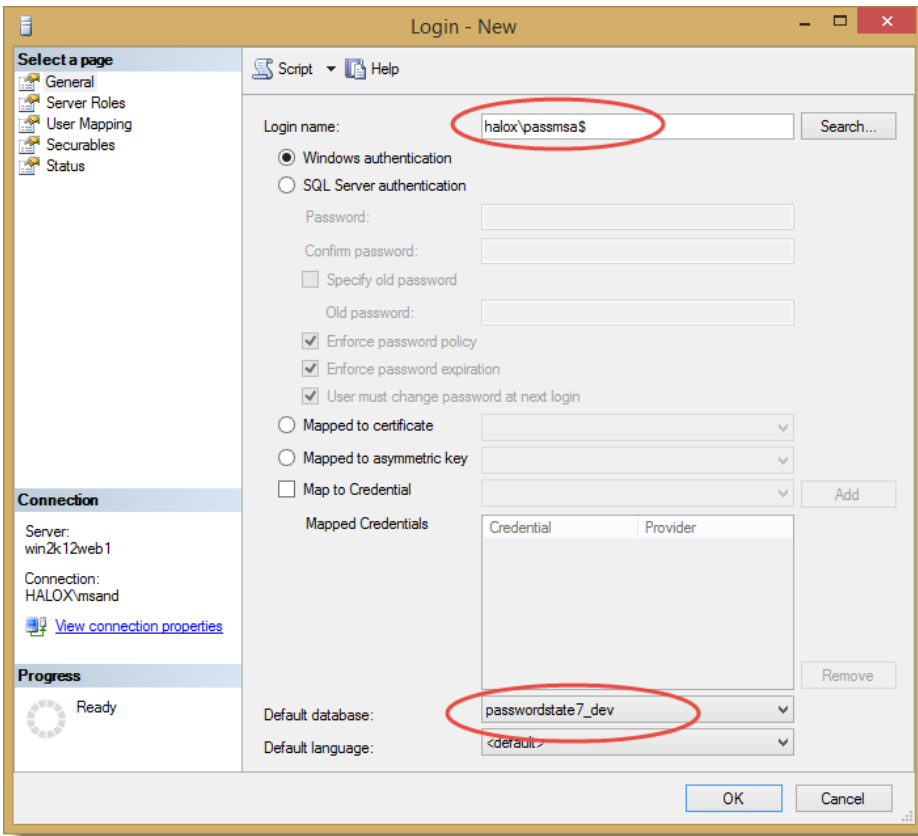 Login - New
Select a page
General
Server Roles
User Mapping
Securables
Status
Script
Help
Login name:
halox\passmsa$
Search...
Windows authentication
SQL Server authentication
Password:
Confirm password:
Specify old password
Old password:
Enforce password policy
Enforce password expiration
User must change password at next login
Mapped to certificate
Mapped to asymmetric key
Map to Credential
Add
Mapped Credentials
Credential Provider
Remove
Default database:
passwordstate7_dev
Default language:
<default>
Connection
Server:
win2k12web1
Connection:
HALOX\msand
View connection properties
Progress
Ready
OK
Cancel